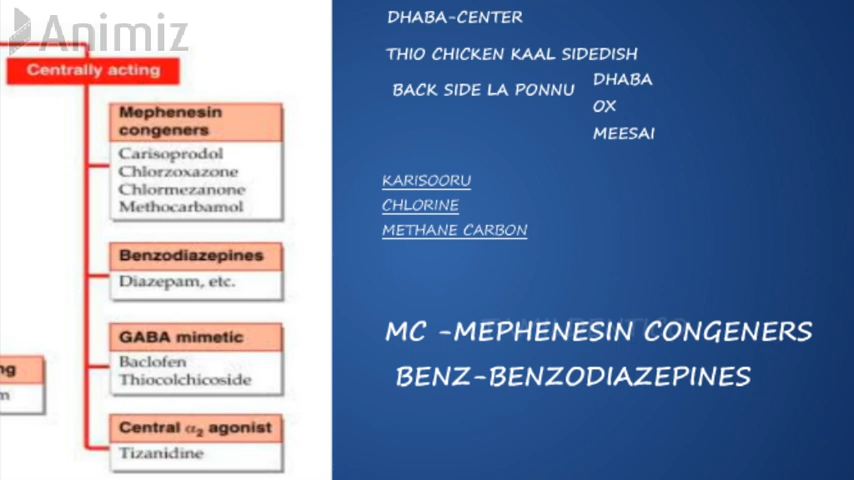 Animiz
Centrally acting
Mephenesin
congeners
Carisoprodol
Chlorzoxazone
Chlormezanone
Methocarbamol
Benzodiazepines
Diazepam, etc.
GABA mimetic
Baclofen
Thiocolchicoside
Central α₂ agonist
Tizanidine
DHABA-CENTER
THIO CHICKEN KAAL SIDEDISH
BACK SIDE LA PONNU
DHABA
OX
MEESAI
KARISOORU
CHLORINE
METHANE CARBON
MC -MEPHENESIN CONGENERS
BENZ-BENZODIAZEPINES